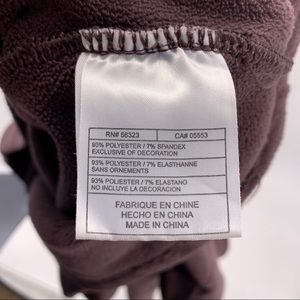 RN# 56323 CA# 05553
93% POLYESTER / 7% SPANDEX
EXCLUSIVE OF DECORATION
93% POLYESTER / 7% ELASTHANNE
SANS ORNEMENTS
93% POLIESTER / 7% ELASTANO
NO INCLUYE LA DECORACION
FABRIQUE EN CHINE
HECHO EN CHINA
MADE IN CHINA